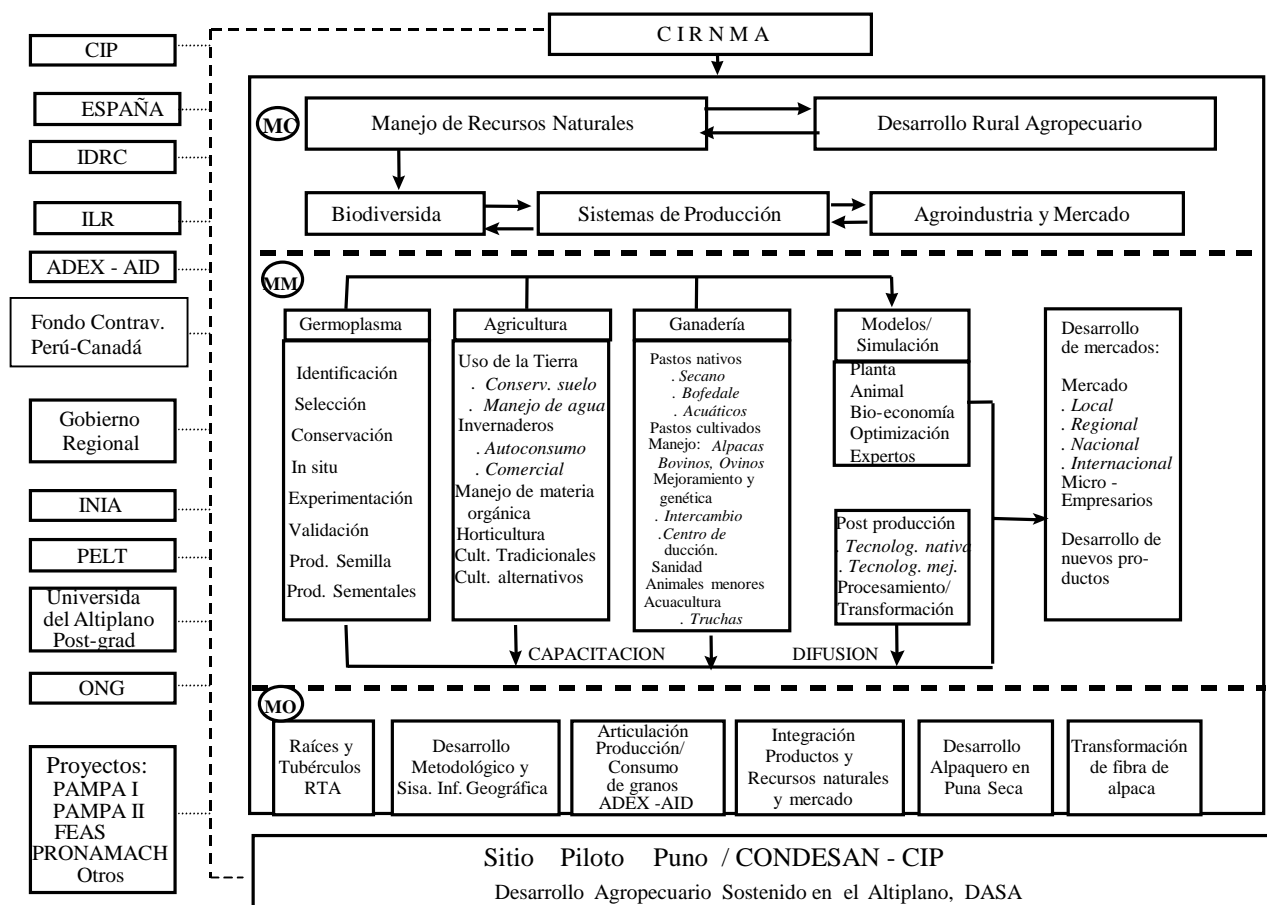 C I R N M A
CIP
ESPAÑA
IDRC
ILR
ADEX - AID
Fondo Contrav.
Perú-Canadá
Gobierno
Regional
INIA
PELT
Universida
del Altiplano
Post-grad
ONG
Proyectos:
PAMPA I
PAMPA II
FEAS
PRONAMACH
Otros
MO
Manejo de Recursos Naturales
Desarrollo Rural Agropecuario
Biodiversida
Sistemas de Producción
Agroindustria y Mercado
MM
Germoplasma
Identificación
Selección
Conservación
In situ
Experimentación
Validación
Prod. Semilla
Prod. Sementales
Agricultura
Uso de la Tierra
. Conserv. suelo
. Manejo de agua
Invernaderos
. Autoconsumo
. Comercial
Manejo de materia
orgánica
Horticultura
Cult. Tradicionales
Cult. alternativos
Ganadería
Pastos nativos
. Secano
. Bofedale
. Acuáticos
Pastos cultivados
Manejo: Alpacas
Bovinos, Ovinos
Mejoramiento y
genética
. Intercambio
.Centro de
ducción.
Sanidad
Animales menores
Acuacultura
. Truchas
Modelos/
Simulación
Planta
Animal
Bio-economía
Optimización
Expertos
Post producción
. Tecnolog. nativa
. Tecnolog. mej.
Procesamiento/
Transformación
Desarrollo
de mercados:
Mercado
. Local
. Regional
. Nacional
. Internacional
Micro -
Empresarios
Desarrollo de
nuevos pro-
ductos
CAPACITACION
DIFUSION
MO
Raíces y
Tubérculos
RTA
Desarrollo
Metodológico y
Sisa. Inf. Geográfica
Articulación
Producción/
Consumo
de granos
ADEX -AID
Integración
Productos y
Recursos naturales
y mercado
Desarrollo
Alpaquero en
Puna Seca
Transformación
de fibra de
alpaca
Sitio Piloto Puno / CONDESAN - CIP
Desarrollo Agropecuario Sostenido en el Altiplano, DASA